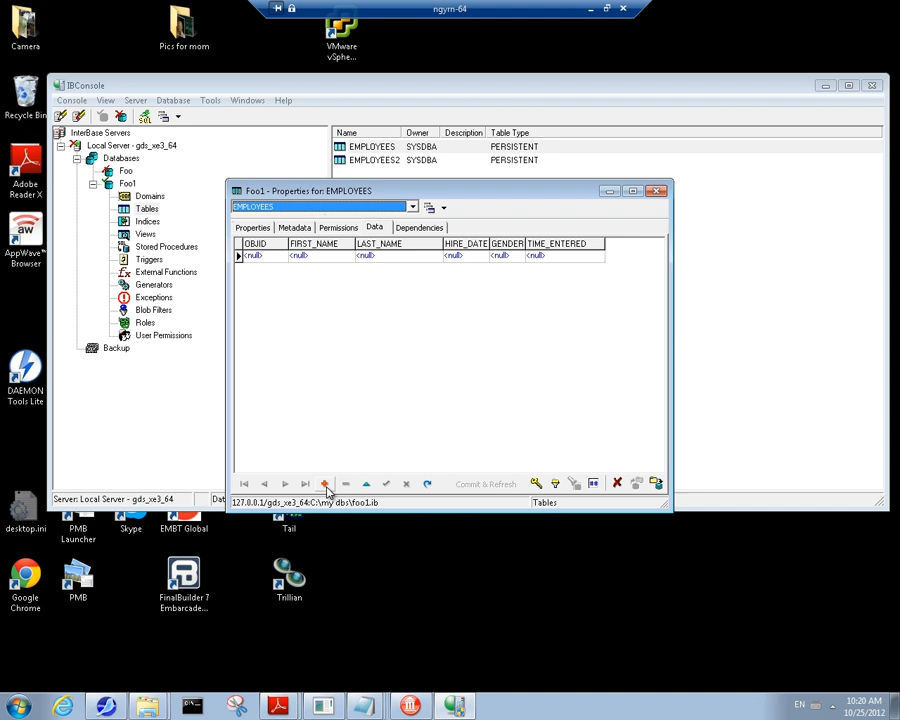 ngyrn-64
Camera
Pics for mom
VMware
vSphe...
Recycle Bin
Adobe
Reader X
AppWave™
Browser
DAEMON
Tools Lite
desktop.ini
PMB
Launcher
Skype
EMBT Global
Tail
Google
Chrome
PMB
FinalBuilder 7
Embarcade...
Trillian
IBConsole
Console View Server Database Tools Windows Help
InterBase Servers
Local Server - gds_xe3_64
Databases
Foo
Foo1
Domains
Tables
Indices
Views
Stored Procedures
Triggers
External Functions
Generators
Exceptions
Blob Filters
Roles
User Permissions
Backup
Name Owner Description Table Type
EMPLOYEES SYSDBA PERSISTENT
EMPLOYEES2 SYSDBA PERSISTENT
Server: Local Server - gds_xe3_64
Foo1 - Properties for: EMPLOYEES
EMPLOYEES
Properties Metadata Permissions Data Dependencies
OBJID FIRST_NAME LAST_NAME HIRE_DATE GENDER TIME_ENTERED
<null> <null> <null> <null> <null> <null>
Commit & Refresh
127.0.0.1/gds_xe3_64:C:\my dbs\foo1.ib Tables
EN
10:20 AM
10/25/2012